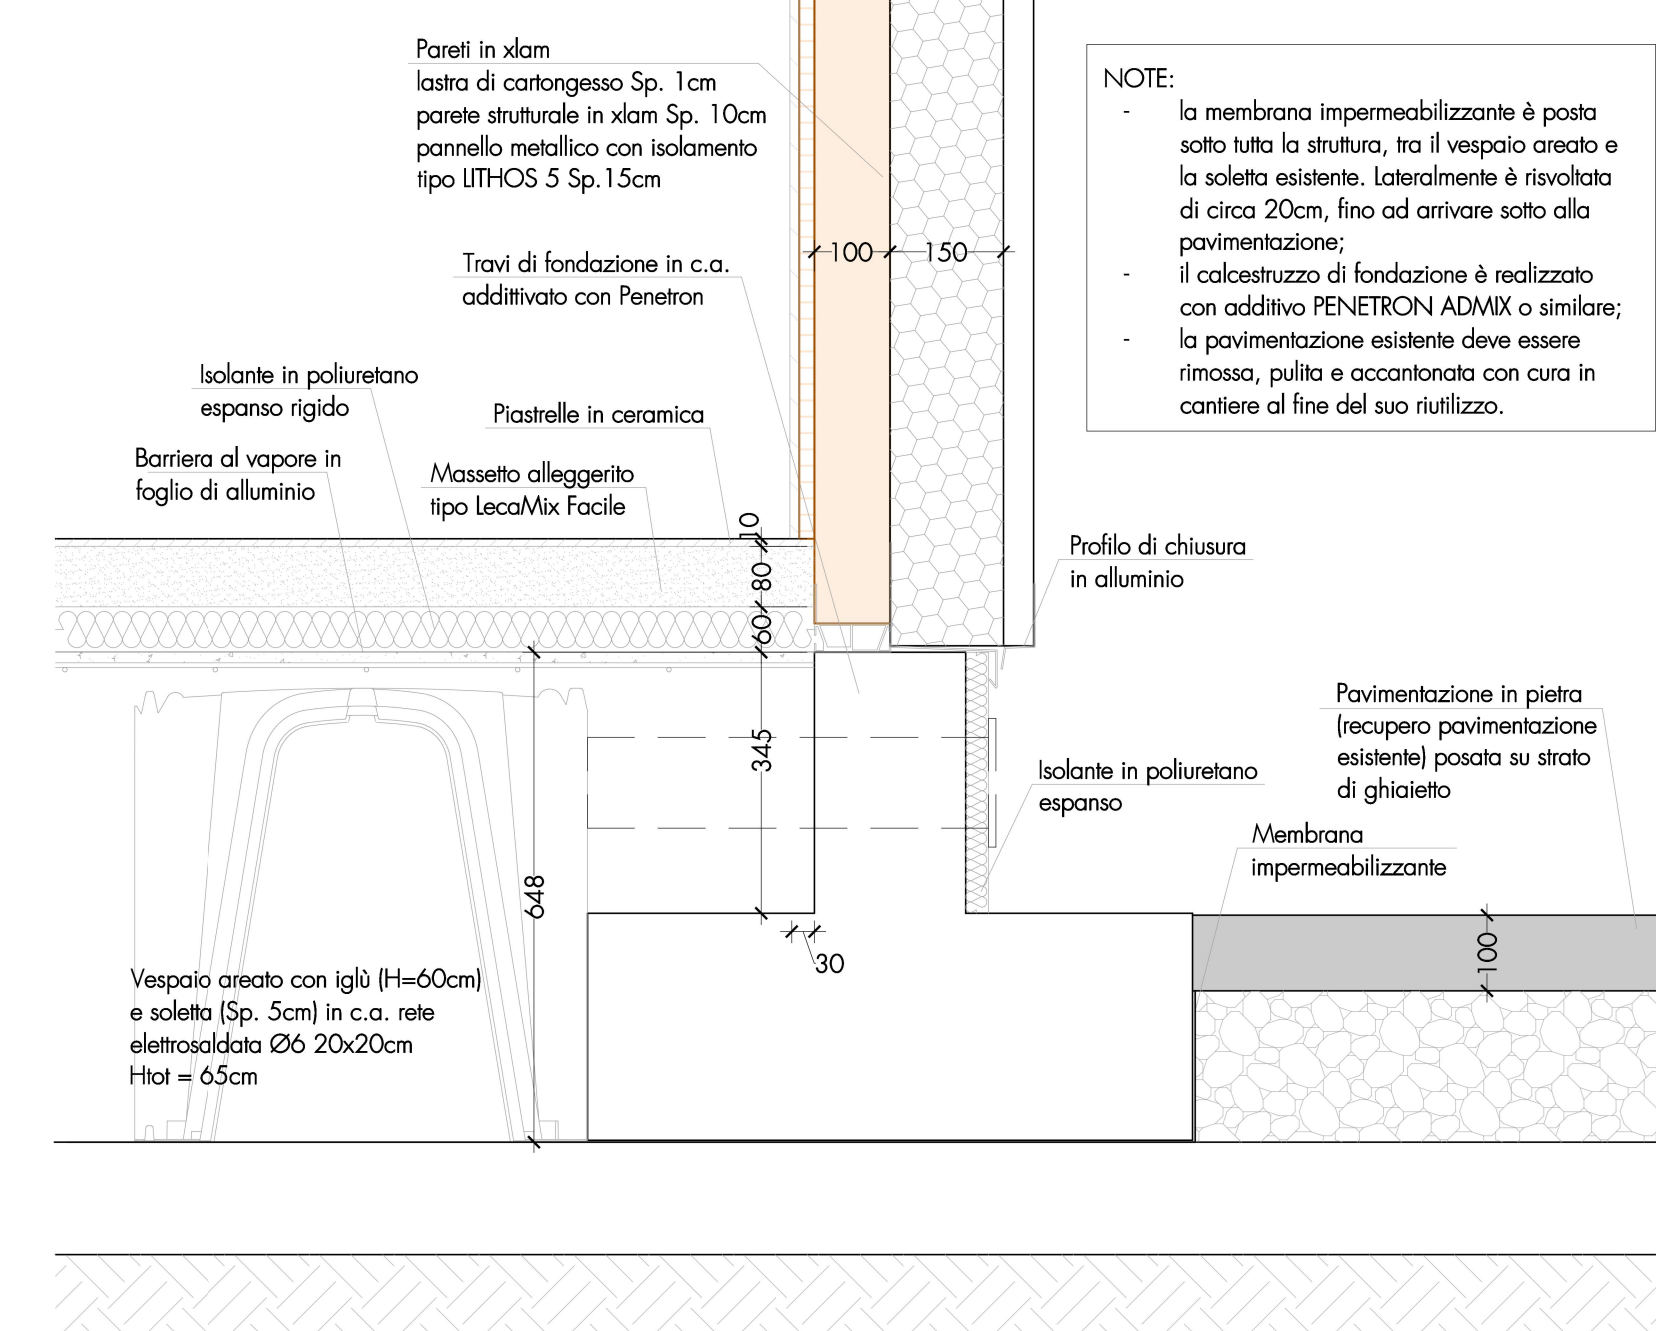 Pareti in xlam
lastra di cartongesso Sp. 1cm
parete strutturale in xlam Sp. 10cm
pannello metallico con isolamento
tipo LITHOS 5 Sp.15cm
NOTE:
- la membrana impermeabilizzante è posta
sotto tutta la struttura, tra il vespaio areato e
la soletta esistente. Lateralmente è risvoltata
di circa 20cm, fino ad arrivare sotto alla
pavimentazione;
- il calcestruzzo di fondazione è realizzato
con additivo PENETRON ADMIX o similare;
- la pavimentazione esistente deve essere
rimossa, pulita e accantonata con cura in
cantiere al fine del suo riutilizzo.
100
150
Travi di fondazione in c.a.
addittivato con Penetron
Isolante in poliuretano
espanso rigido
Piastrelle in ceramica
Barriera al vapore in
foglio di alluminio
Massetto alleggerito
tipo LecaMix Facile
10
80
60
Profilo di chiusura
in alluminio
345
648
30
Isolante in poliuretano
espanso
Pavimentazione in pietra
(recupero pavimentazione
esistente) posata su strato
di ghiaietto
Membrana
impermeabilizzante
100
Vespaio areato con iglù (H=60cm)
e soletta (Sp. 5cm) in c.a. rete
elettrosaldata Ø6 20x20cm
Htot = 65cm